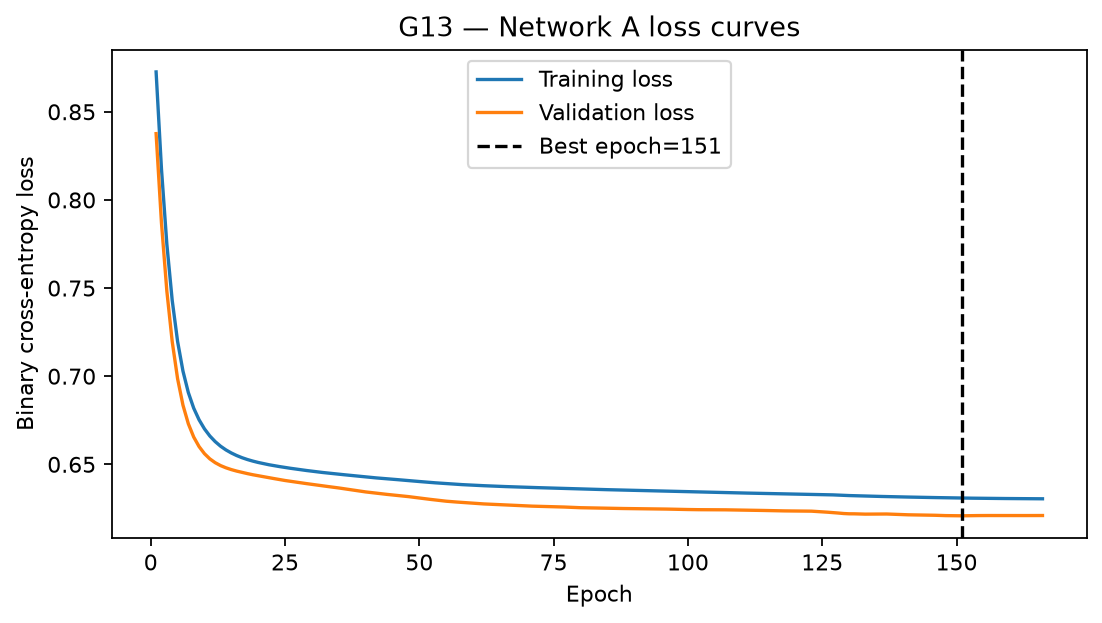 G13 — Network A loss curves
Training loss
Validation loss
Best epoch=151
Binary cross-entropy loss
0.85
0.80
0.75
0.70
0.65
0
25
50
75
100
125
150
Epoch